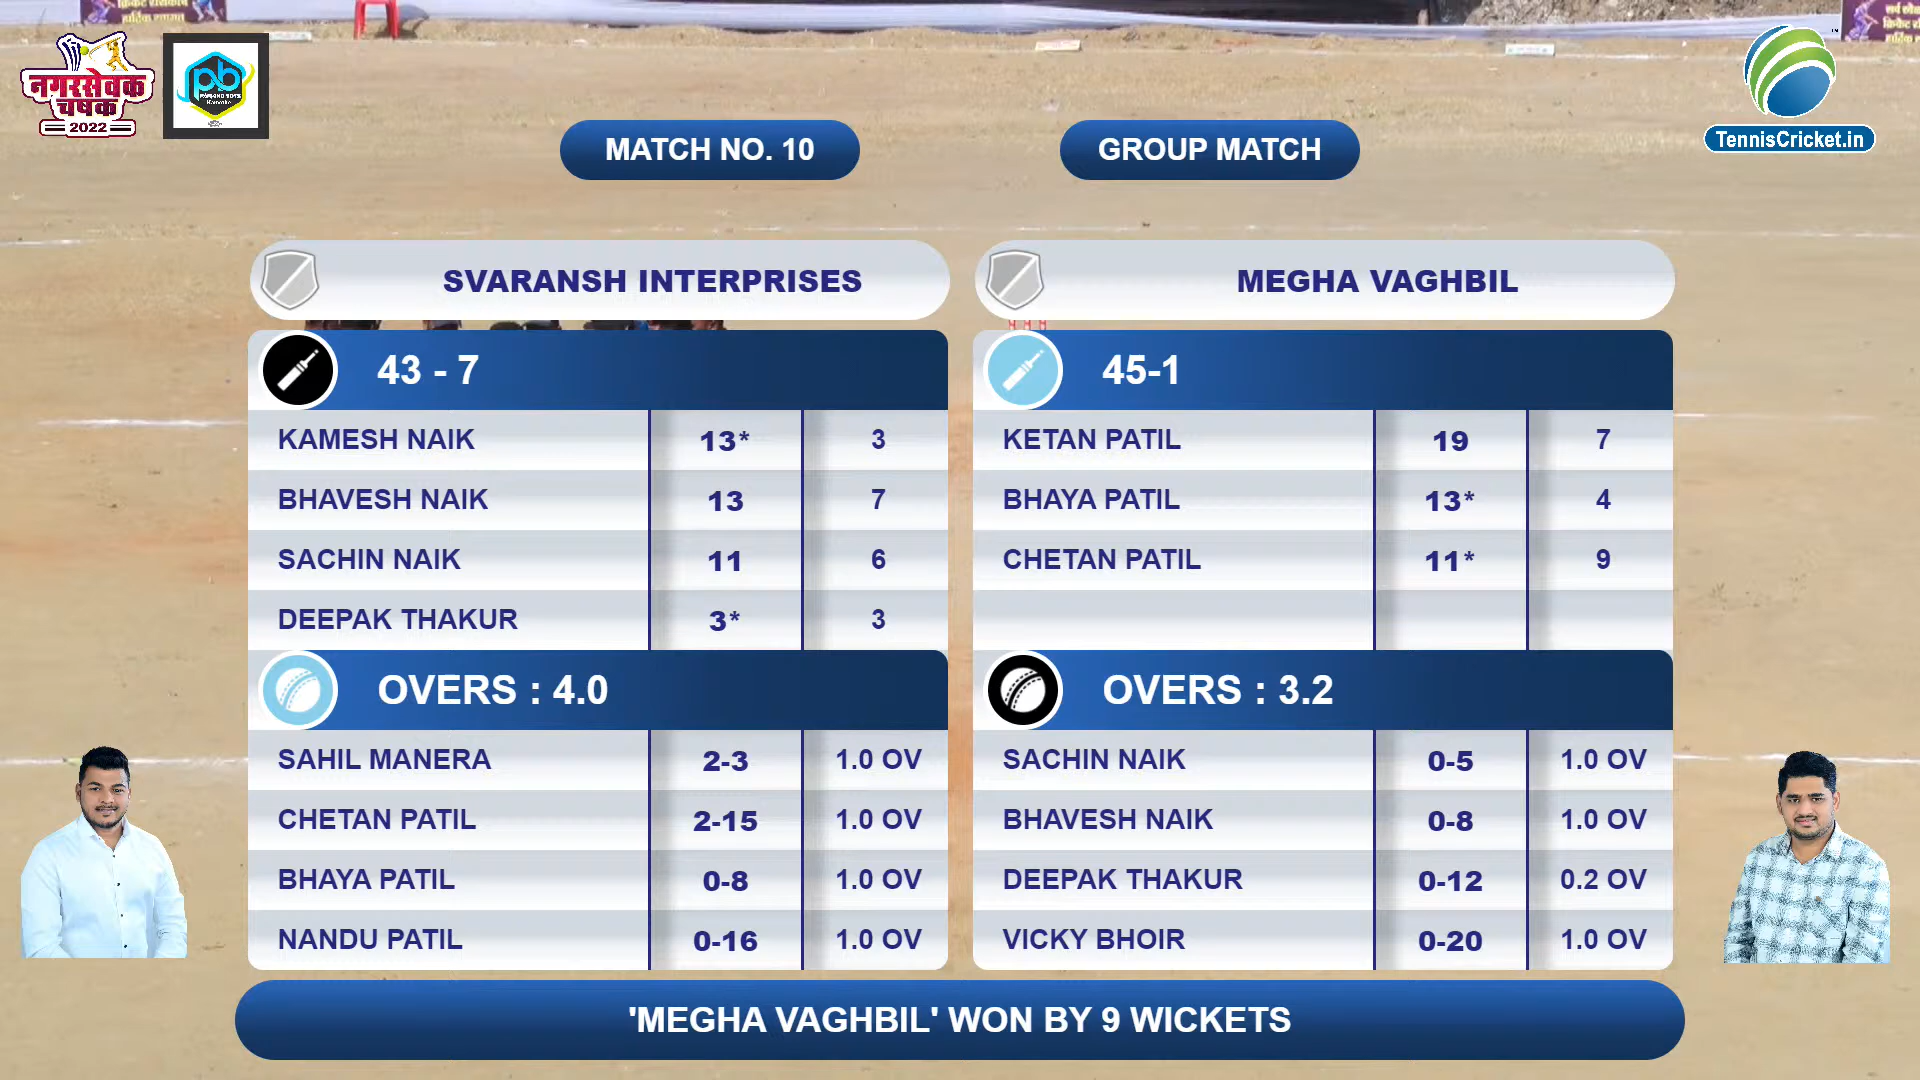 नगरसेवक
चषक
2022
pb
TennisCricket.in
MATCH NO. 10
GROUP MATCH
SVARANSH INTERPRISES
43 - 7
KAMESH NAIK 13* 3
BHAVESH NAIK 13 7
SACHIN NAIK 11 6
DEEPAK THAKUR 3* 3
OVERS : 4.0
SAHIL MANERA 2-3 1.0 OV
CHETAN PATIL 2-15 1.0 OV
BHAYA PATIL 0-8 1.0 OV
NANDU PATIL 0-16 1.0 OV
MEGHA VAGHBIL
45-1
KETAN PATIL 19 7
BHAYA PATIL 13* 4
CHETAN PATIL 11* 9
OVERS : 3.2
SACHIN NAIK 0-5 1.0 OV
BHAVESH NAIK 0-8 1.0 OV
DEEPAK THAKUR 0-12 0.2 OV
VICKY BHOIR 0-20 1.0 OV
'MEGHA VAGHBIL' WON BY 9 WICKETS